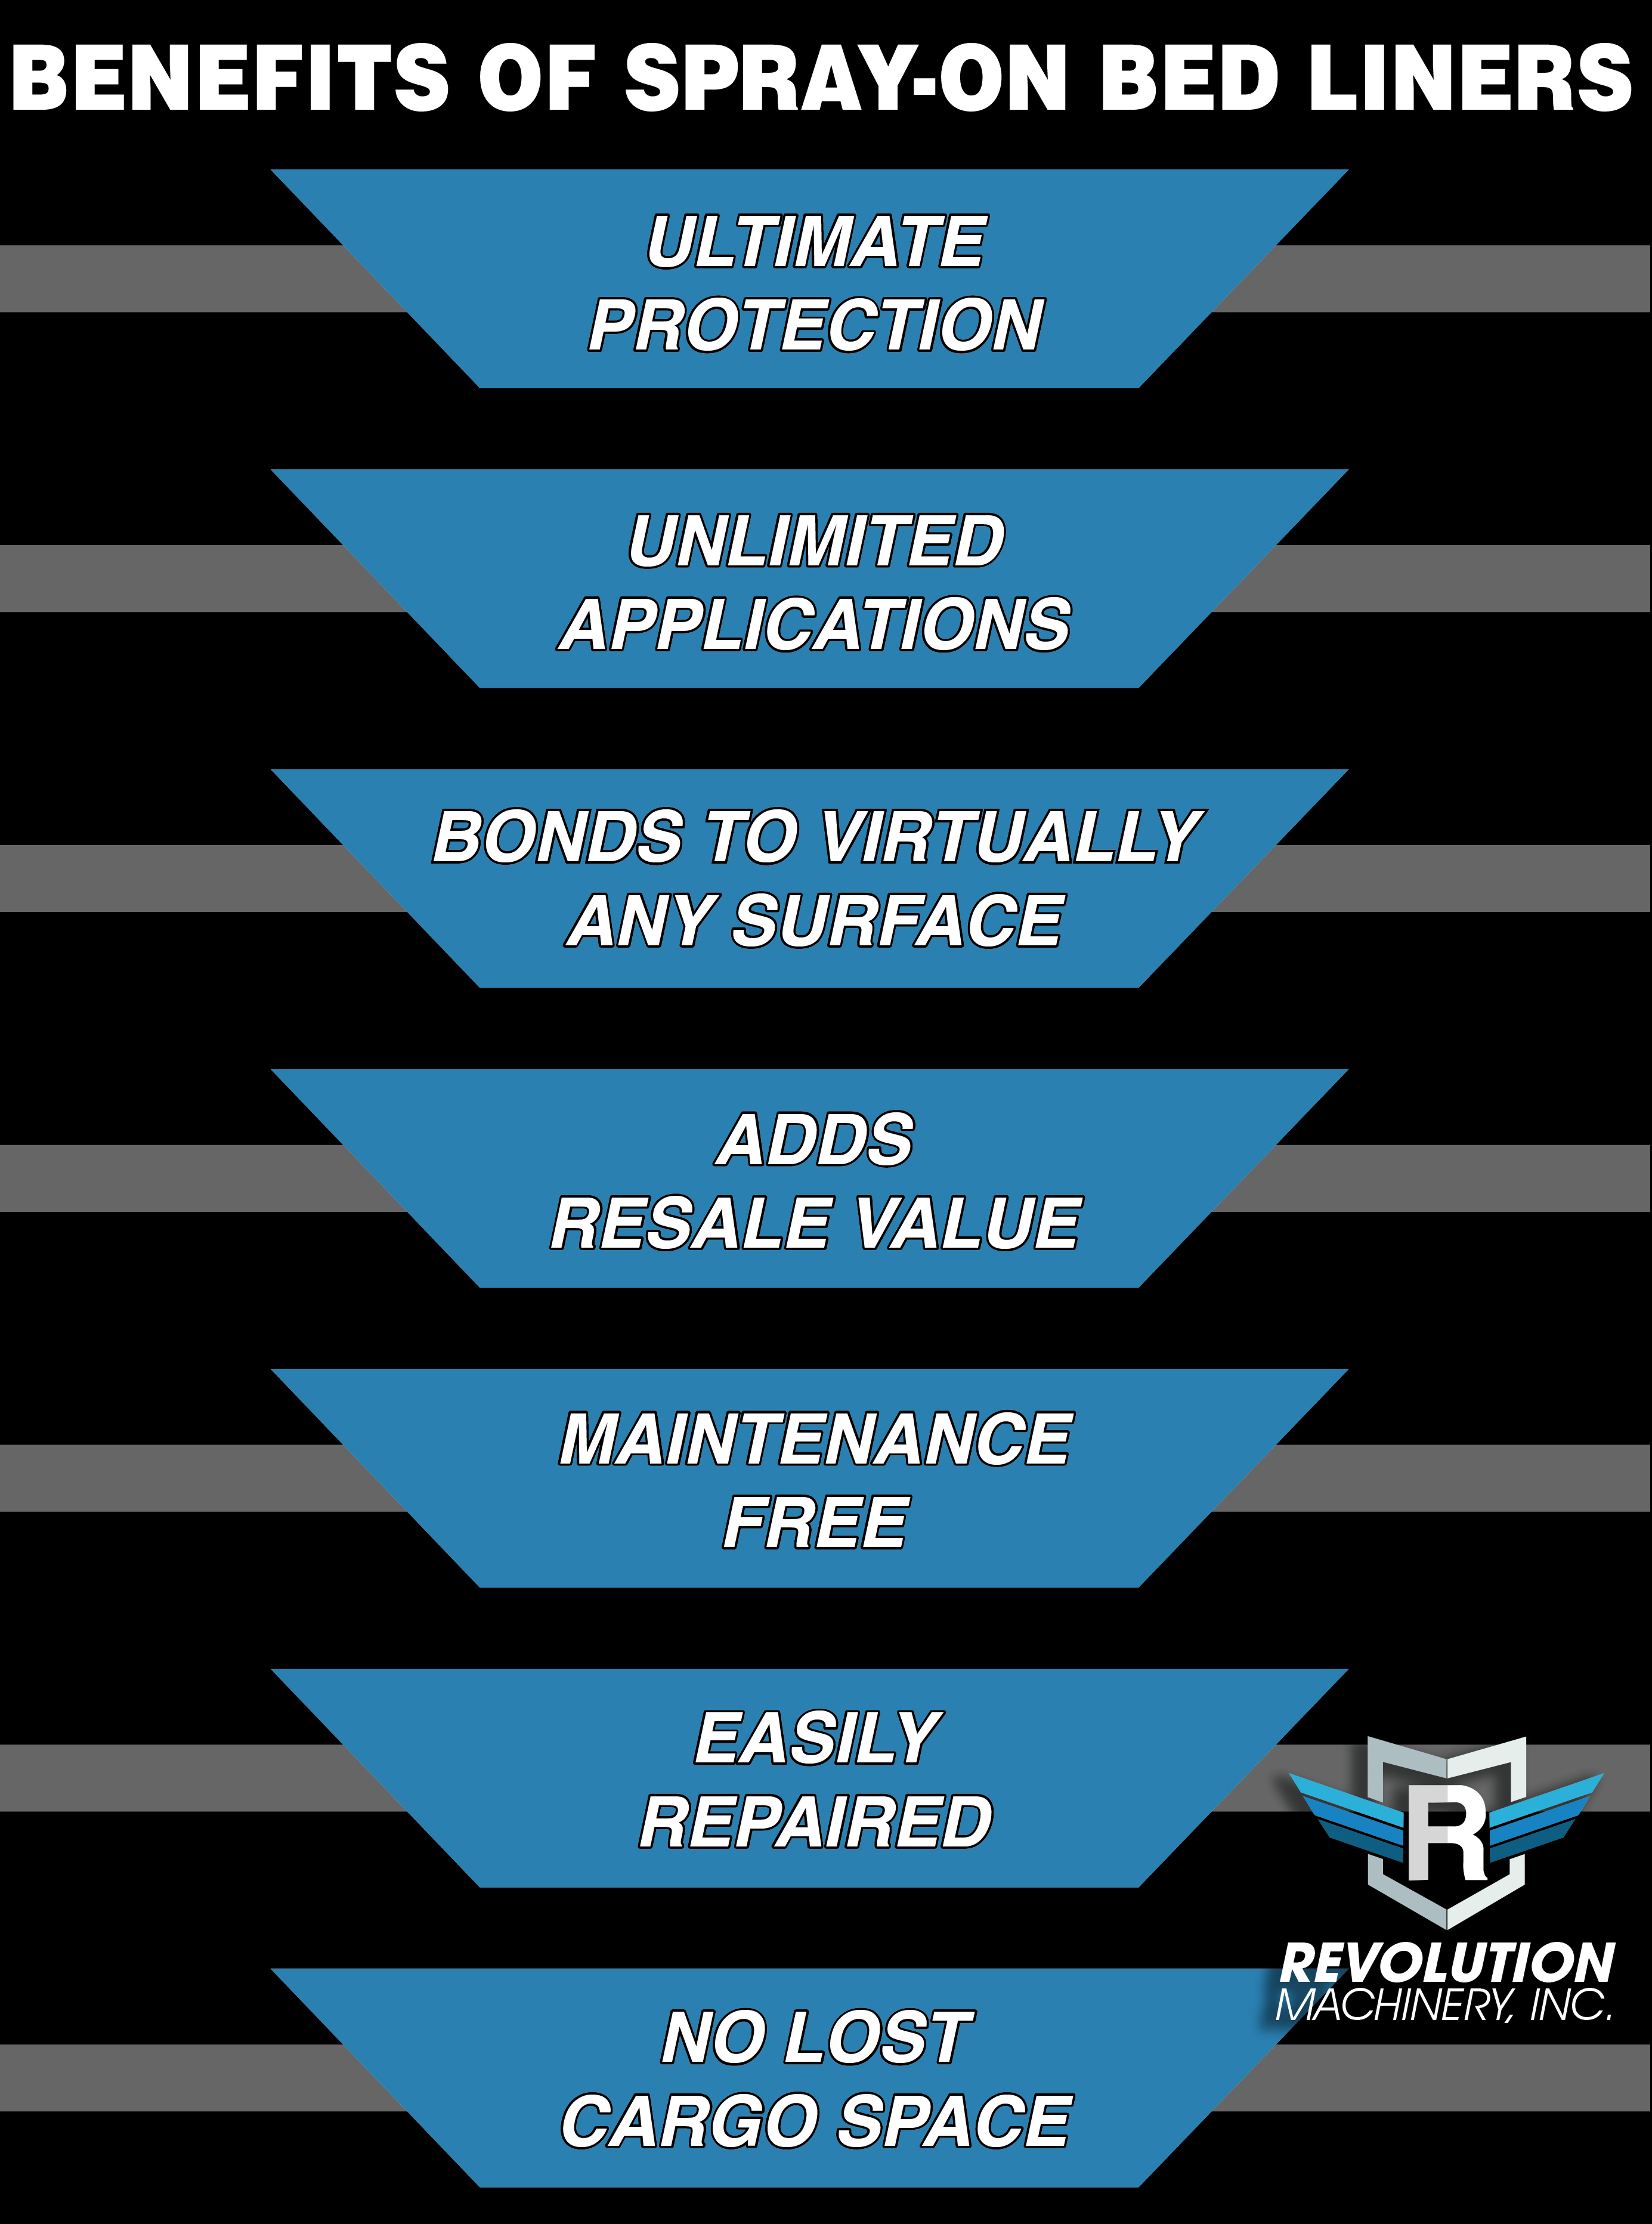 BENEFITS OF SPRAY-ON BED LINERS
ULTIMATE
PROTECTION
UNLIMITED
APPLICATIONS
BONDS TO VIRTUALLY
ANY SURFACE
ADDS
RESALE VALUE
MAINTENANCE
FREE
EASILY
REPAIRED
R
REVOLUTION
MACHINERY, INC.
NO LOST
CARGO SPACE